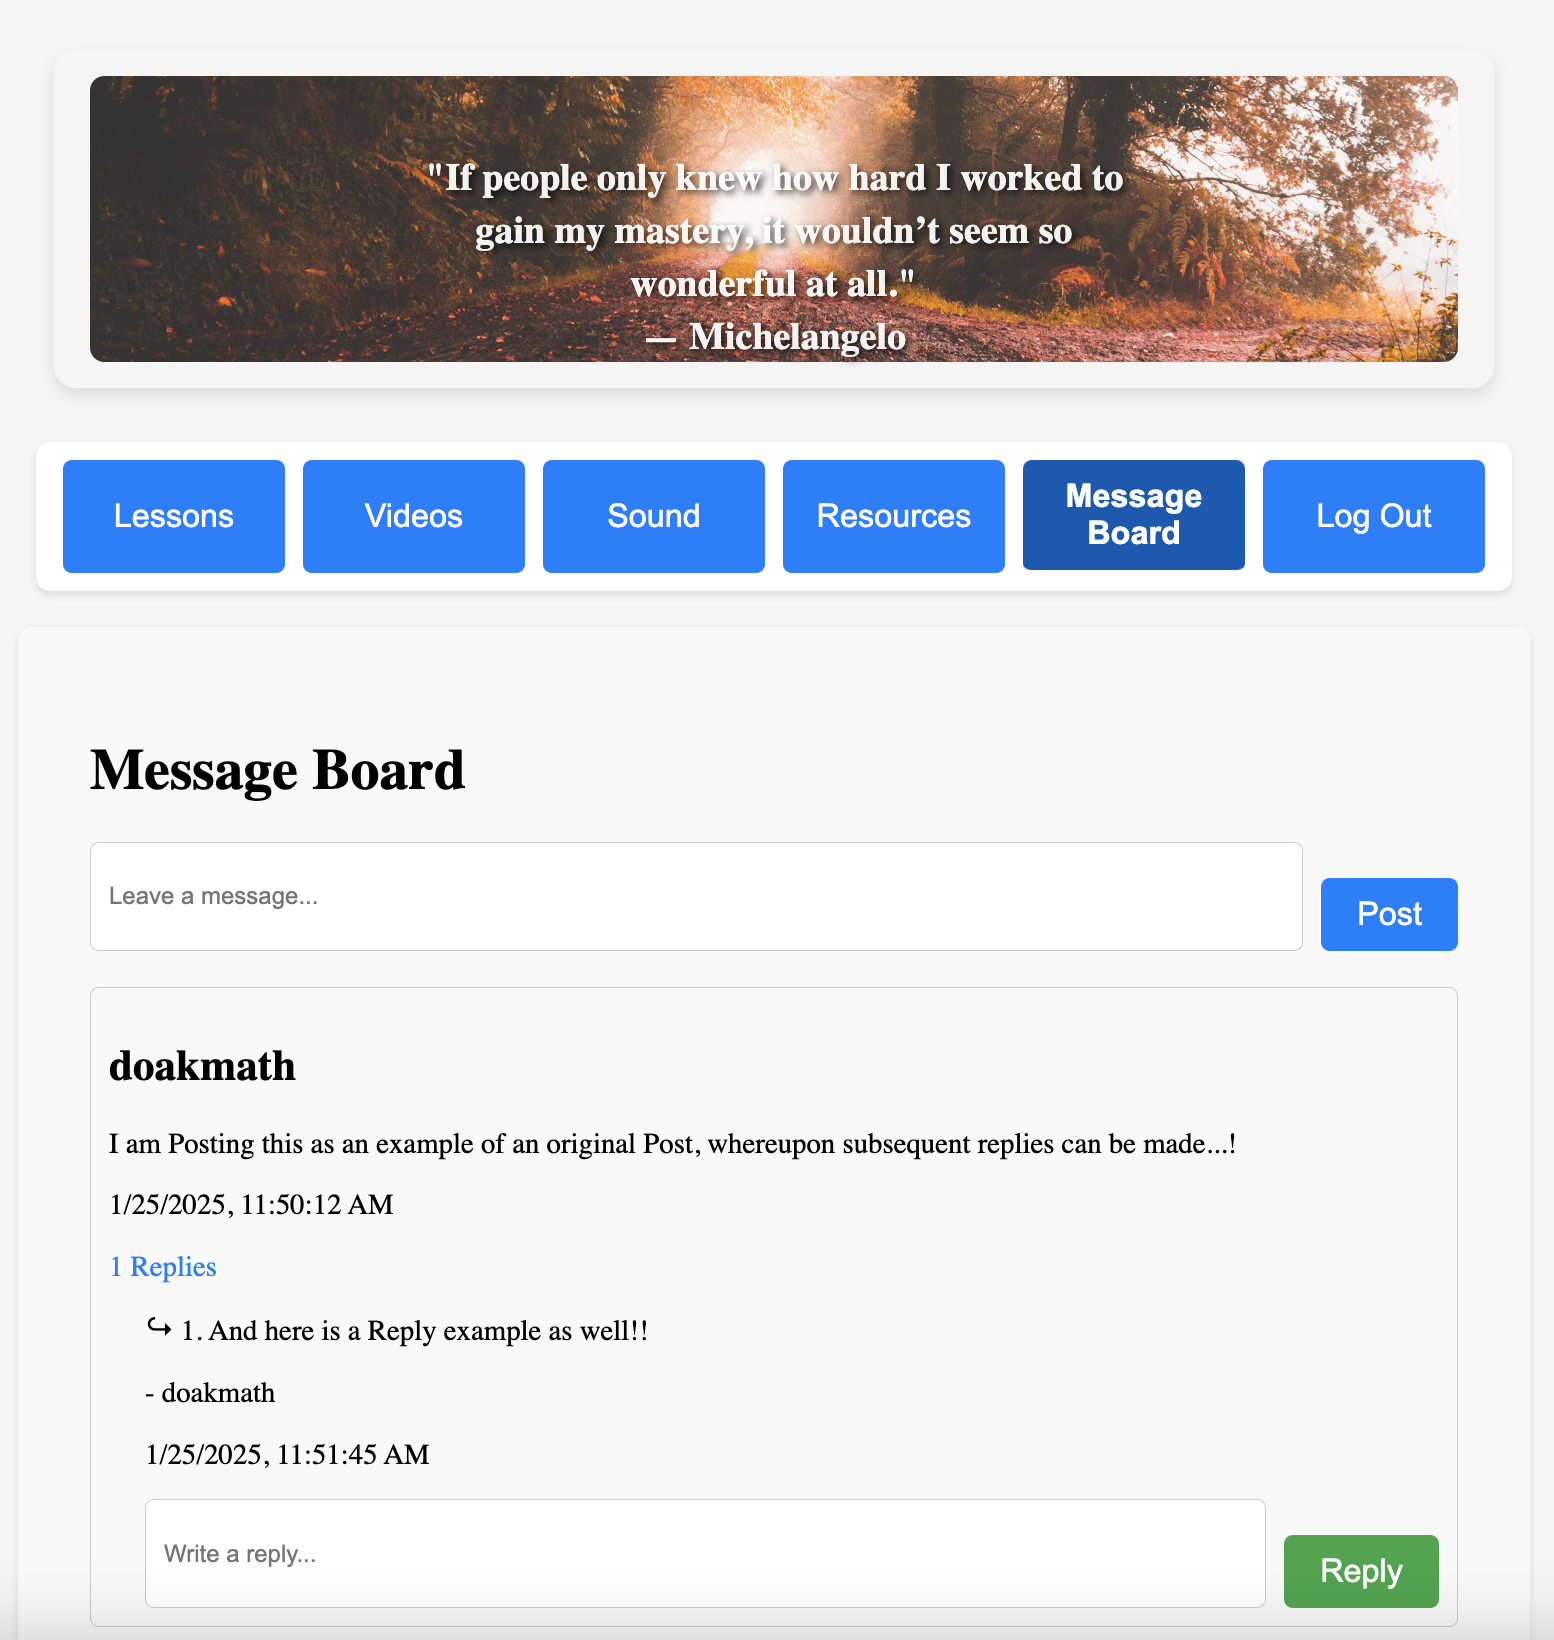 "If people only knew how hard I worked to
gain my mastery, it wouldn’t seem so
wonderful at all."
— Michelangelo
Lessons
Videos
Sound
Resources
Message
Board
Log Out
Message Board
Leave a message...
Post
doakmath
I am Posting this as an example of an original Post, whereupon subsequent replies can be made...!
1/25/2025, 11:50:12 AM
1 Replies
↪ 1. And here is a Reply example as well!!
- doakmath
1/25/2025, 11:51:45 AM
Write a reply...
Reply